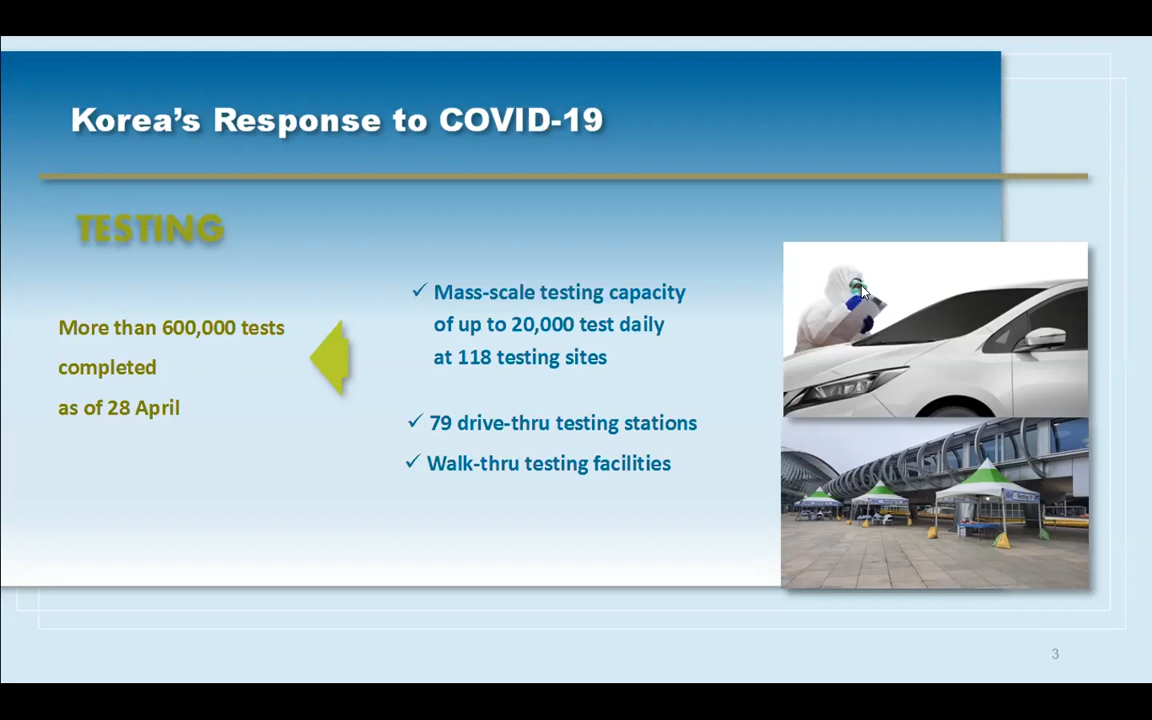 Korea's Response to COVID-19
TESTING
More than 600,000 tests
completed
as of 28 April
✓ Mass-scale testing capacity
of up to 20,000 test daily
at 118 testing sites
✓ 79 drive-thru testing stations
✓ Walk-thru testing facilities
3